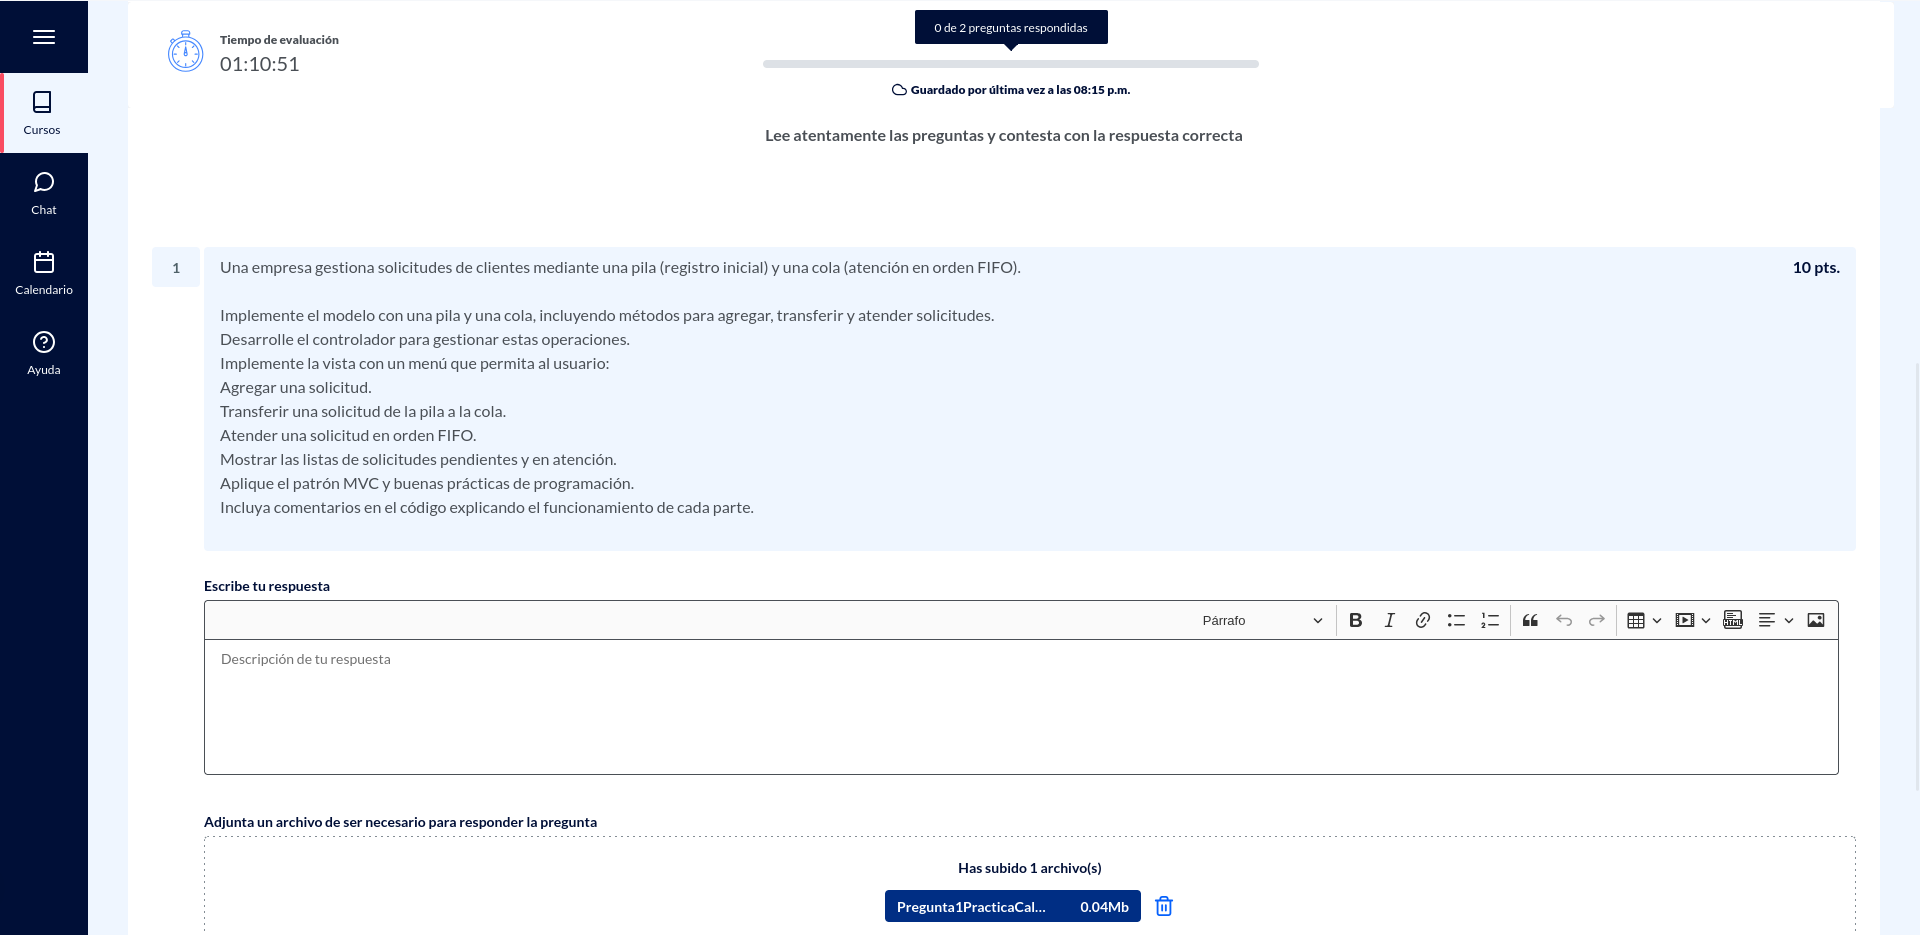 Cursos
Chat
Calendario
Ayuda
Tiempo de evaluación
01:10:51
0 de 2 preguntas respondidas
Guardado por última vez a las 08:15 p.m.
Lee atentamente las preguntas y contesta con la respuesta correcta
1
Una empresa gestiona solicitudes de clientes mediante una pila (registro inicial) y una cola (atención en orden FIFO).
10 pts.
Implemente el modelo con una pila y una cola, incluyendo métodos para agregar, transferir y atender solicitudes.
Desarrolle el controlador para gestionar estas operaciones.
Implemente la vista con un menú que permita al usuario:
Agregar una solicitud.
Transferir una solicitud de la pila a la cola.
Atender una solicitud en orden FIFO.
Mostrar las listas de solicitudes pendientes y en atención.
Aplique el patrón MVC y buenas prácticas de programación.
Incluya comentarios en el código explicando el funcionamiento de cada parte.
Escribe tu respuesta
Párrafo
HTML
Descripción de tu respuesta
Adjunta un archivo de ser necesario para responder la pregunta
Has subido 1 archivo(s)
Pregunta1PracticaCal... 0.04Mb